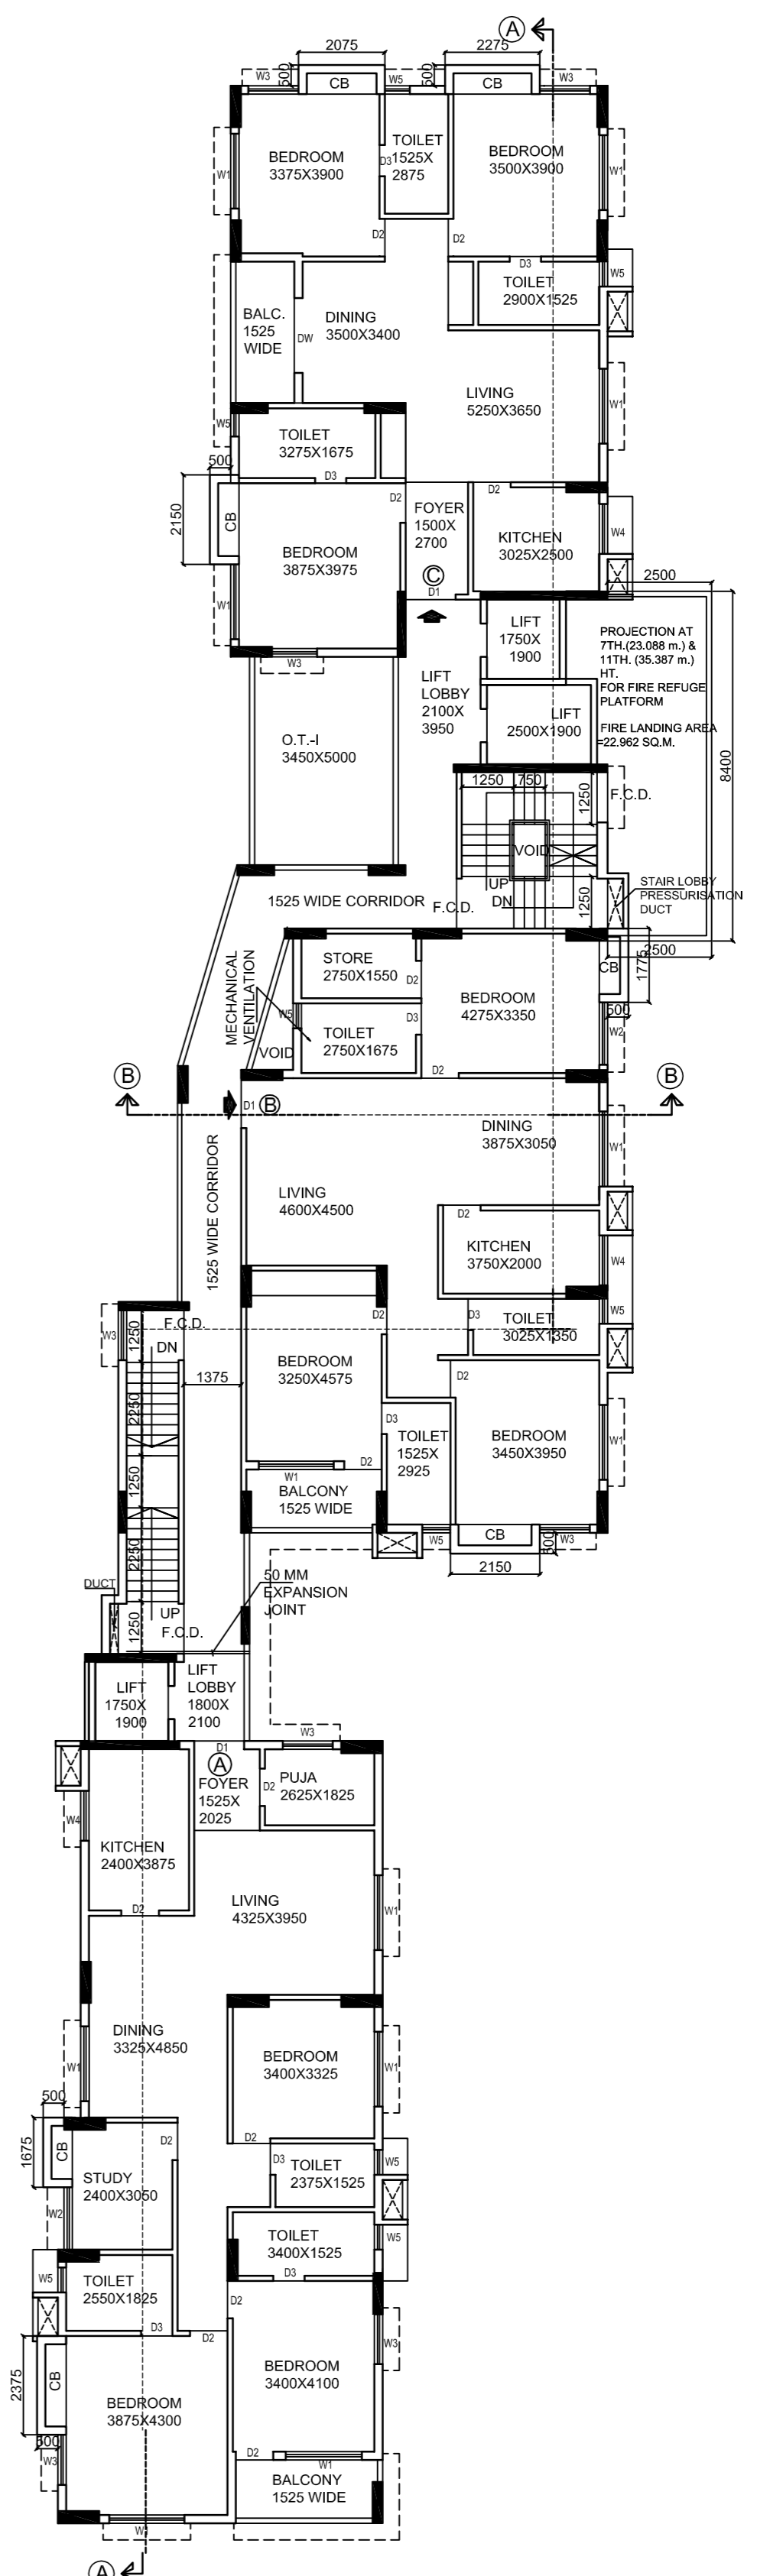 A
2075
2275
500
500
W3
CB
W5
CB
W3
BEDROOM
3375X3900
TOILET
1525X
2875
D3
BEDROOM
3500X3900
W1
W1
D2
D2
D3
TOILET
2900X1525
W5
BALC.
1525
WIDE
DINING
3500X3400
DW
LIVING
5250X3650
W1
W5
TOILET
3275X1675
D3
500
2150
CB
D2
FOYER
1500X
2700
D2
KITCHEN
3025X2500
W4
BEDROOM
3875X3975
C
D1
W1
2500
W3
LIFT
1750X
1900
PROJECTION AT
7TH.(23.088 m.) &
11TH. (35.387 m.)
HT.
FOR FIRE REFUGE
PLATFORM
FIRE LANDING AREA
=22.962 SQ.M.
LIFT
LOBBY
2100X
3950
LIFT
2500X1900
O.T.-I
3450X5000
8400
1250
750
1250
F.C.D.
VOID
UP
DN
F.C.D.
1250
STAIR LOBBY
PRESSURISATION
DUCT
1525 WIDE CORRIDOR
2500
1775
CB
500
W2
MECHANICAL
VENTILATION
STORE
2750X1550
D2
BEDROOM
4275X3350
W5
TOILET
2750X1675
D3
VOID
D2
B
B
D1
B
DINING
3875X3050
W1
1525 WIDE CORRIDOR
LIVING
4600X4500
D2
KITCHEN
3750X2000
W4
W3
F.C.D.
1250
DN
D2
D3
TOILET
3025X1350
W5
BEDROOM
3250X4575
1375
2250
D2
D3
TOILET
1525X
2925
BEDROOM
3450X3950
W1
D2
W1
1250
BALCONY
1525 WIDE
W5
CB
W3
500
2150
2250
DUCT
50 MM
EXPANSION
JOINT
UP
F.C.D.
1250
LIFT
1750X
1900
LIFT
LOBBY
1800X
2100
W3
D1
A
FOYER
1525X
2025
D2
PUJA
2625X1825
W4
KITCHEN
2400X3875
D2
LIVING
4325X3950
W1
DINING
3325X4850
W1
BEDROOM
3400X3325
W1
500
1675
CB
D2
D2
D3
TOILET
2375X1525
W5
STUDY
2400X3050
W2
TOILET
3400X1525
D3
W5
W5
TOILET
2550X1825
D3
D2
D2
2375
CB
BEDROOM
3400X4100
W3
BEDROOM
3875X4300
500
W3
D2
W1
BALCONY
1525 WIDE
A